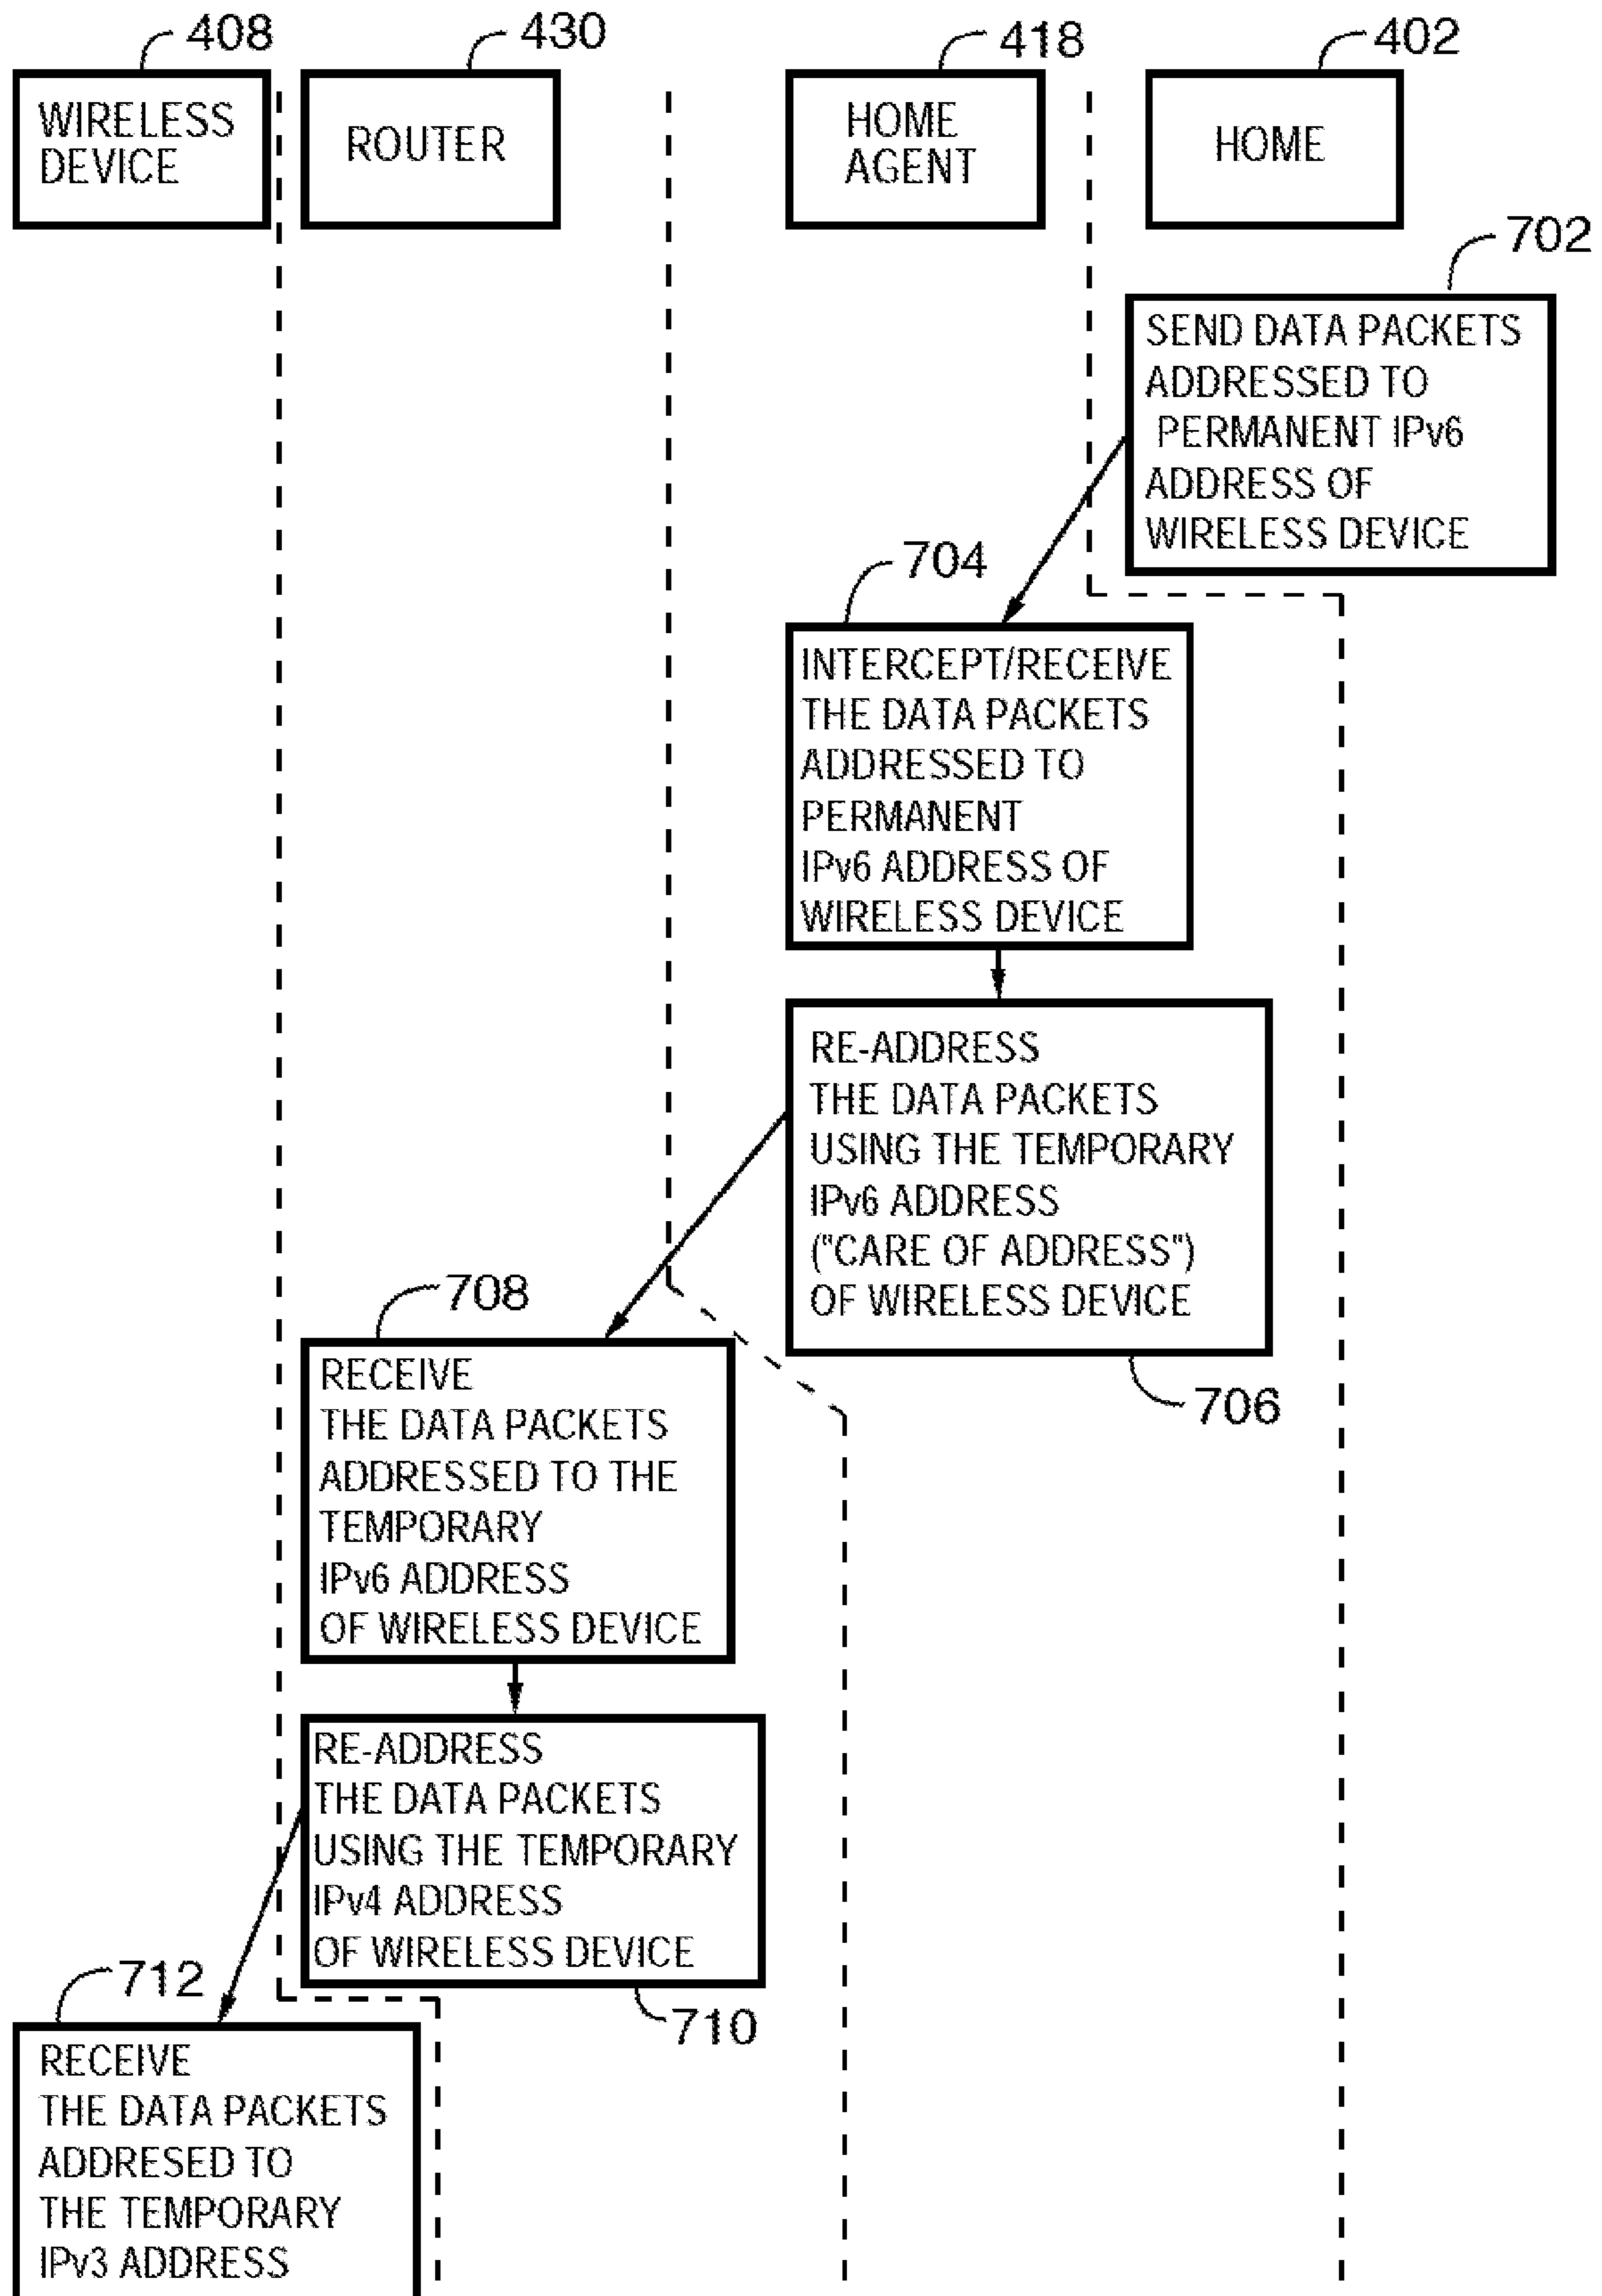 408
430
418
402
WIRELESS
DEVICE
ROUTER
HOME
AGENT
HOME
702
SEND DATA PACKETS
ADDRESSED TO
PERMANENT IPv6
ADDRESS OF
WIRELESS DEVICE
704
INTERCEPT/RECEIVE
THE DATA PACKETS
ADDRESSED TO
PERMANENT
IPv6 ADDRESS OF
WIRELESS DEVICE
RE-ADDRESS
THE DATA PACKETS
USING THE TEMPORARY
IPv6 ADDRESS
("CARE OF ADDRESS")
OF WIRELESS DEVICE
706
708
RECEIVE
THE DATA PACKETS
ADDRESSED TO THE
TEMPORARY
IPv6 ADDRESS
OF WIRELESS DEVICE
RE-ADDRESS
THE DATA PACKETS
USING THE TEMPORARY
IPv4 ADDRESS
OF WIRELESS DEVICE
710
712
RECEIVE
THE DATA PACKETS
ADDRESED TO
THE TEMPORARY
IPv3 ADDRESS